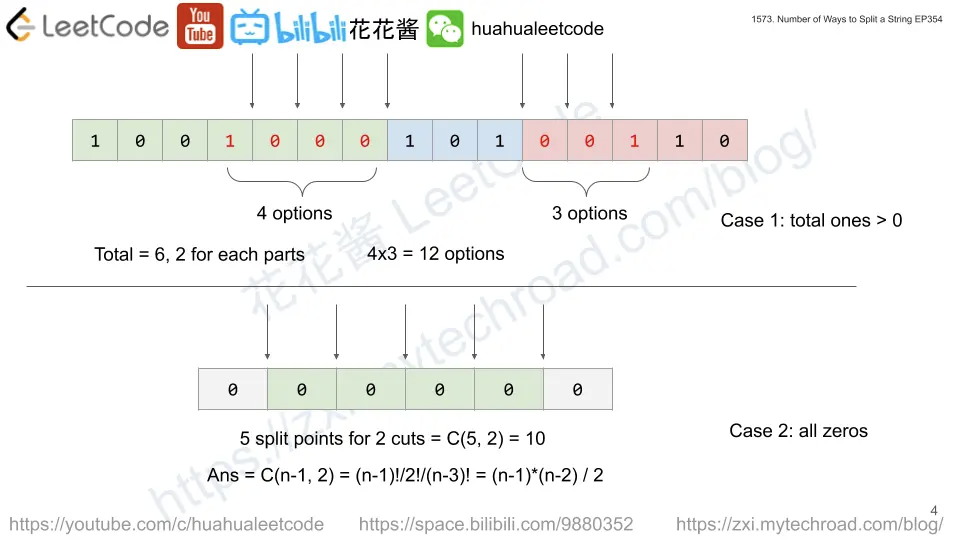 LeetCode You Tube bilibili 花花酱 huahualeetcode
1573. Number of Ways to Split a String EP354
1 0 0 1 0 0 0 1 0 1 0 0 1 1 0
4 options 3 options
Case 1: total ones > 0
Total = 6, 2 for each parts 4x3 = 12 options
0 0 0 0 0 0
5 split points for 2 cuts = C(5, 2) = 10
Case 2: all zeros
Ans = C(n-1, 2) = (n-1)!/2!/(n-3)! = (n-1)*(n-2) / 2
花花酱 LeetCode
https://zxi.mytechroad.com/blog/
4
https://youtube.com/c/huahualeetcode https://space.bilibili.com/9880352 https://zxi.mytechroad.com/blog/